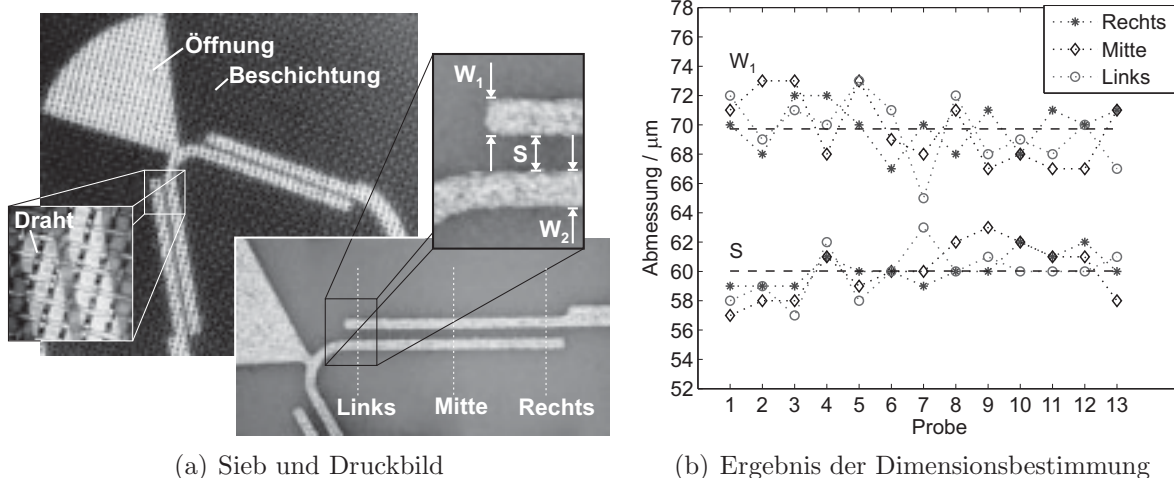 Öffnung
Beschichtung
Draht
W1
S
W2
Links Mitte Rechts
(a) Sieb und Druckbild
78
76
74
72
70
68
66
64
62
60
58
56
54
52
Abmessung / μm
W1
S
Rechts
Mitte
Links
1 2 3 4 5 6 7 8 9 10 11 12 13
Probe
(b) Ergebnis der Dimensionsbestimmung